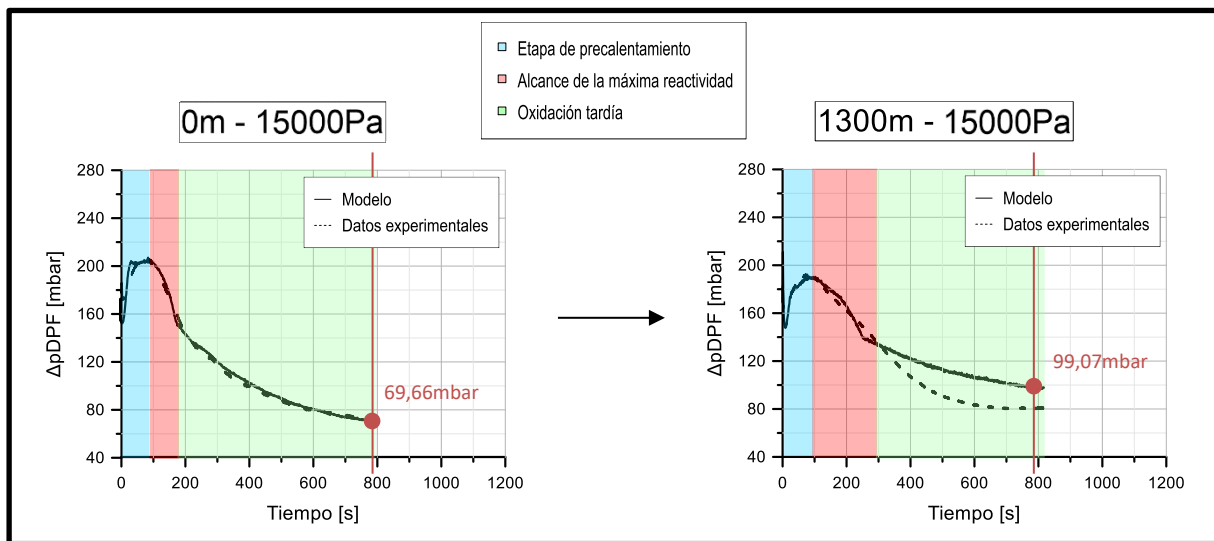 Etapa de precalentamiento
Alcance de la máxima reactividad
Oxidación tardía
0m - 15000Pa
280
240
200
160
120
80
40
ΔpDPF [mbar]
Modelo
Datos experimentales
69,66mbar
0
200
400
600
800
1000
1200
Tiempo [s]
1300m - 15000Pa
280
240
200
160
120
80
40
ΔpDPF [mbar]
Modelo
Datos experimentales
99,07mbar
0
200
400
600
800
1000
1200
Tiempo [s]